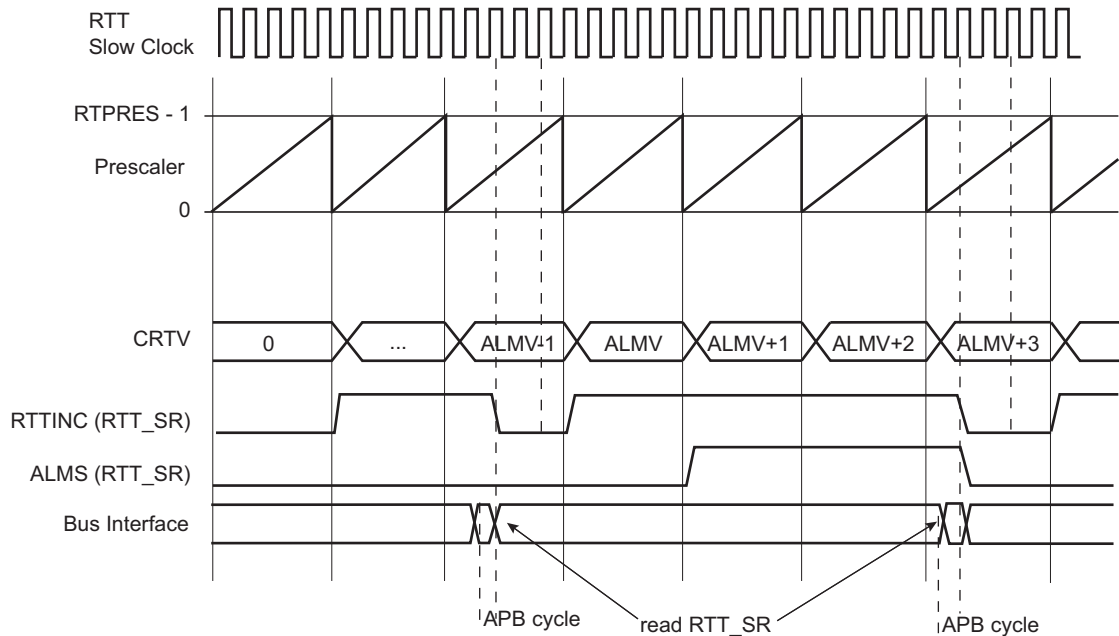 RTT
Slow Clock
RTPRES - 1
Prescaler
0
CRTV
0
...
ALMV-1
ALMV
ALMV+1
ALMV+2
ALMV+3
RTTINC (RTT_SR)
ALMS (RTT_SR)
Bus Interface
APB cycle
read RTT_SR
APB cycle